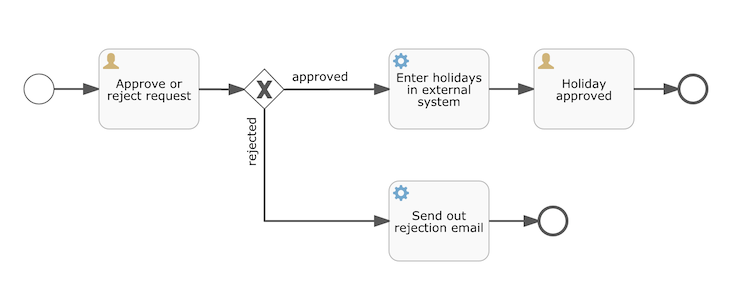 Approve or
reject request
approved
Enter holidays
in external
system
Holiday
approved
rejected
Send out
rejection email